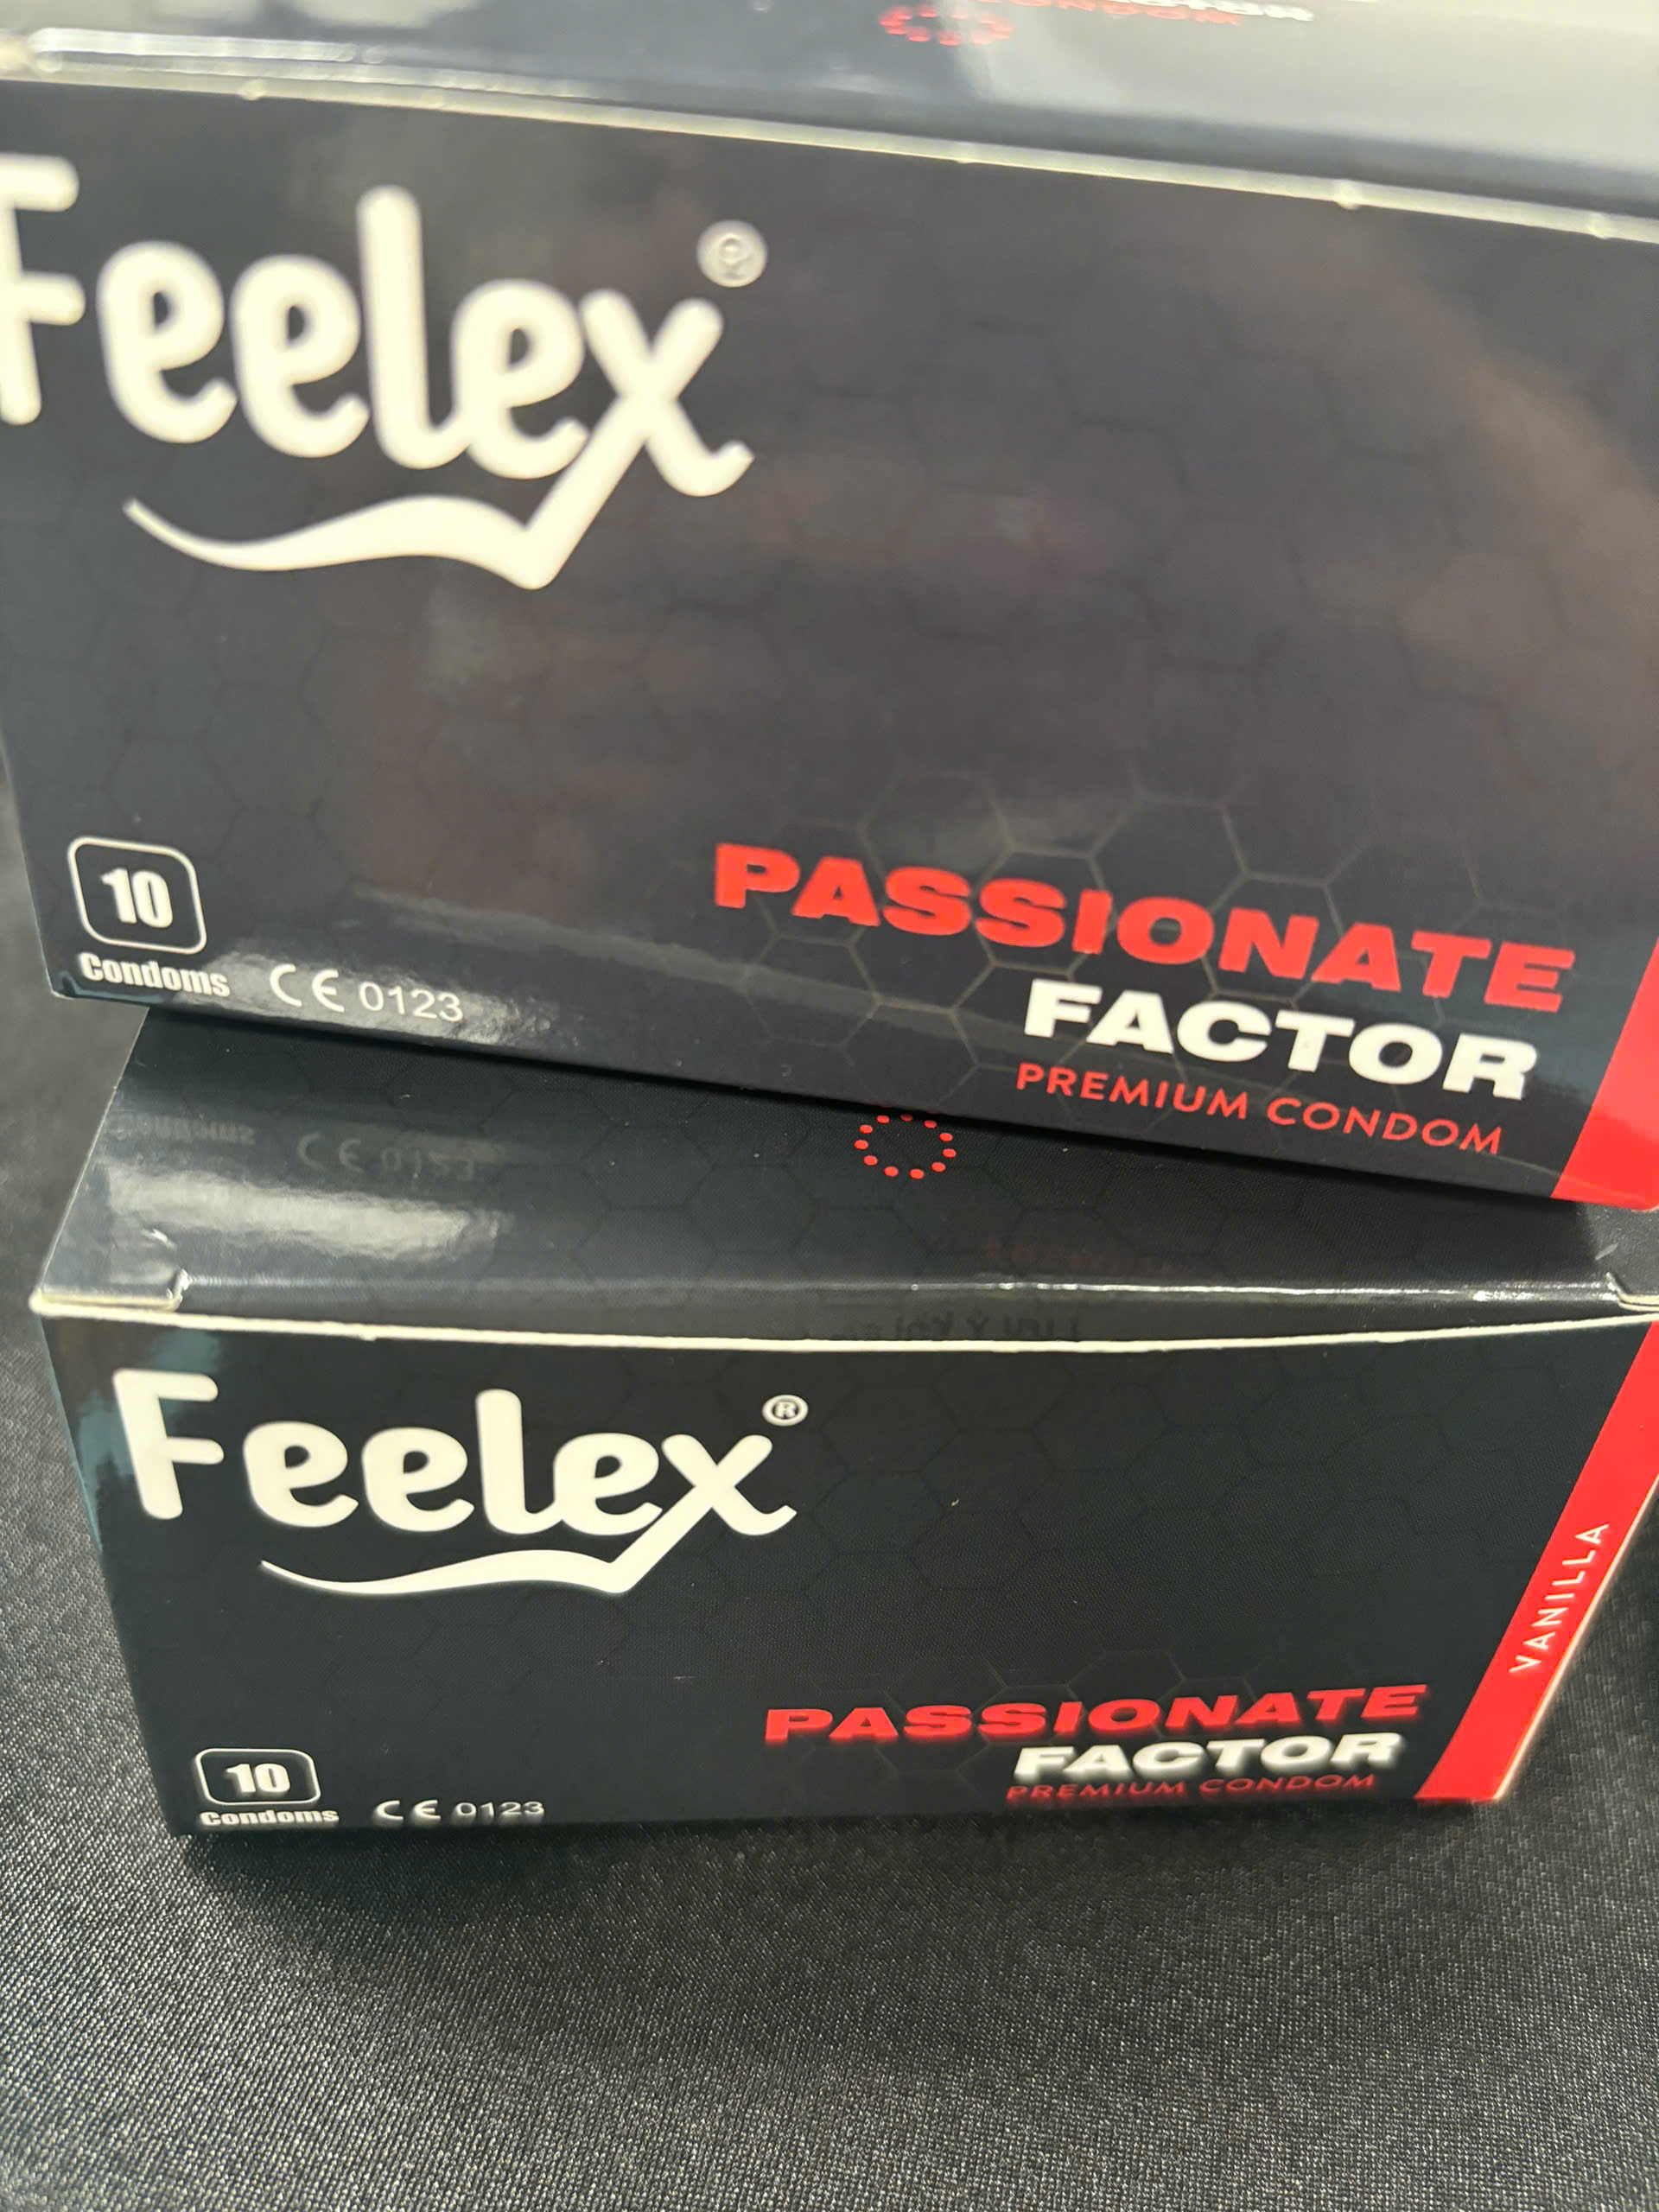 CONDOM
Feelex®
10
Condoms
CE 0123
PASSIONATE
FACTOR
PREMIUM CONDOM
Feelex®
VANILLA
10
Condoms
CE 0123
PASSIONATE
FACTOR
PREMIUM CONDOM